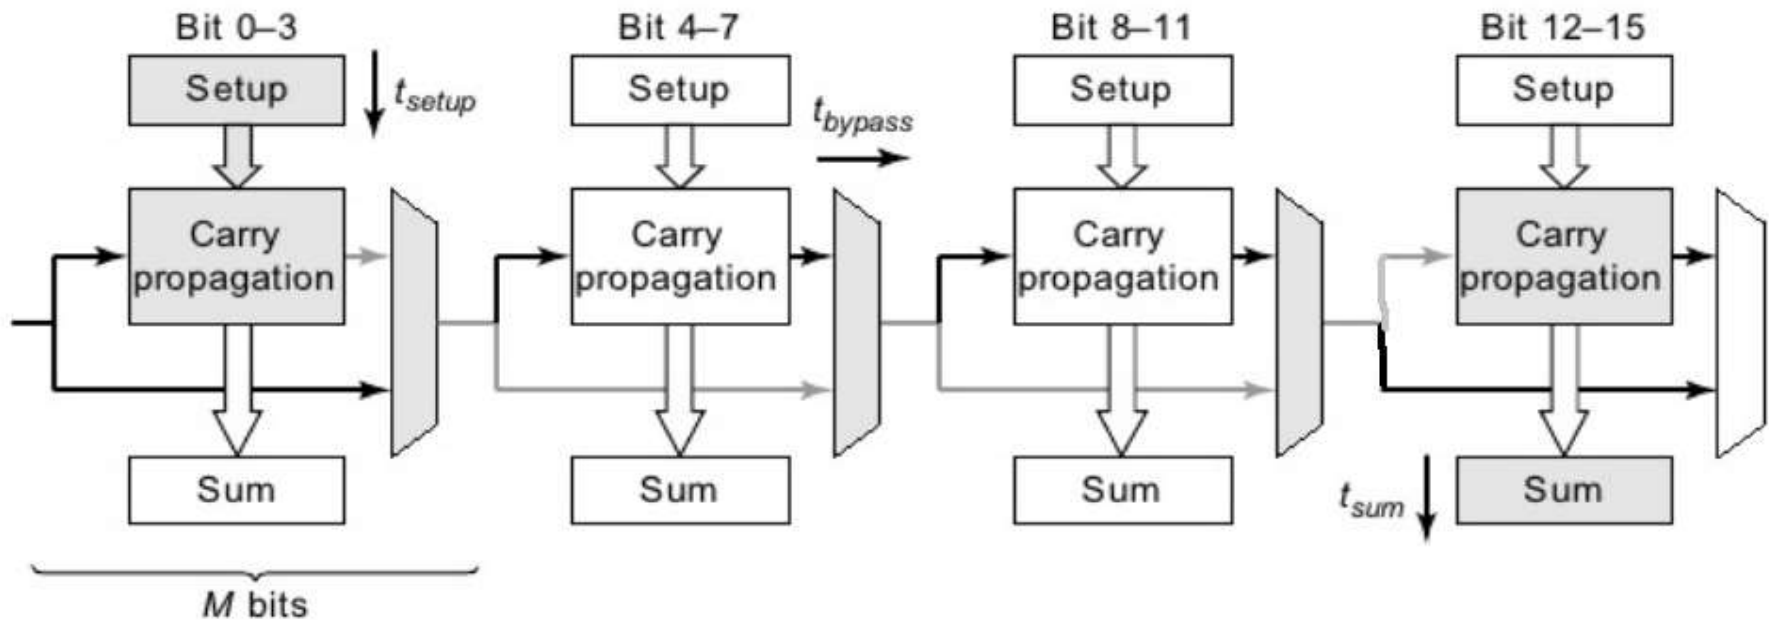 Bit 0–3
Bit 4–7
Bit 8–11
Bit 12–15
Setup
t_setup
Setup
t_bypass
Setup
Setup
Carry
propagation
Carry
propagation
Carry
propagation
Carry
propagation
Sum
Sum
Sum
t_sum
Sum
M bits